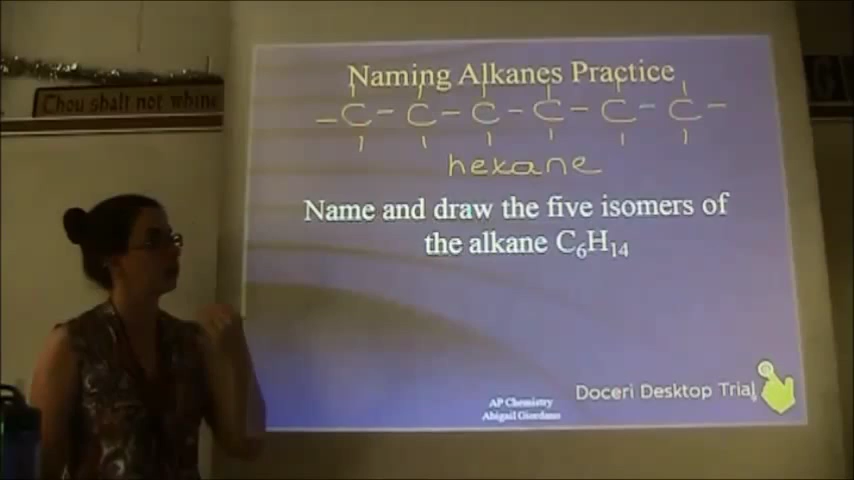 Thou shalt not whine
Naming Alkanes Practice
– C – C – C – C – C – C –
hexane
Name and draw the five isomers of
the alkane C₆H₁₄
Doceri Desktop Trial
AP Chemistry
Abigail Giordano